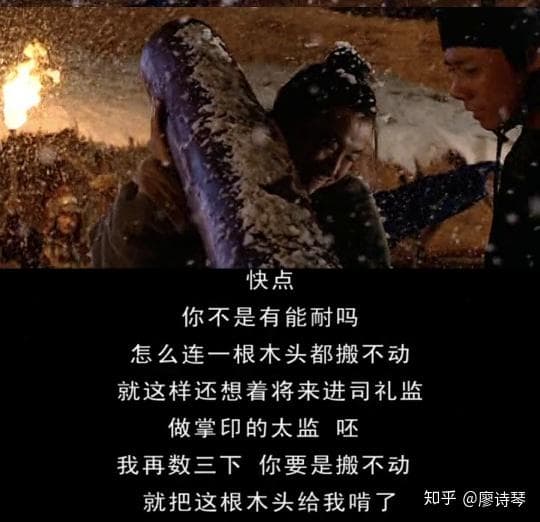 快点
你不是有能耐吗
怎么连一根木头都搬不动
就这样还想着将来进司礼监
做掌印的太监 呸
我再数三下 你要是搬不动
就把这根木头给我啃了
知乎 @廖诗琴